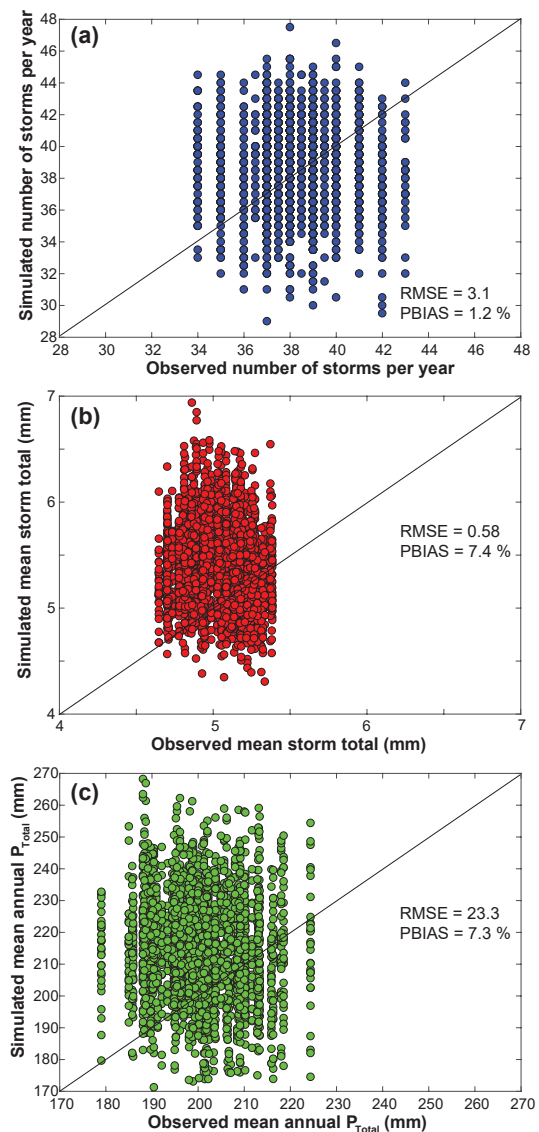 (a)
48
46
44
42
40
38
36
34
32
30
28
Simulated number of storms per year
RMSE = 3.1
PBIAS = 1.2 %
28 30 32 34 36 38 40 42 44 46 48
Observed number of storms per year
(b)
7
6
5
4
Simulated mean storm total (mm)
RMSE = 0.58
PBIAS = 7.4 %
4 5 6 7
Observed mean storm total (mm)
(c)
270
260
250
240
230
220
210
200
190
180
170
Simulated mean annual PTotal (mm)
RMSE = 23.3
PBIAS = 7.3 %
170 180 190 200 210 220 230 240 250 260 270
Observed mean annual PTotal (mm)